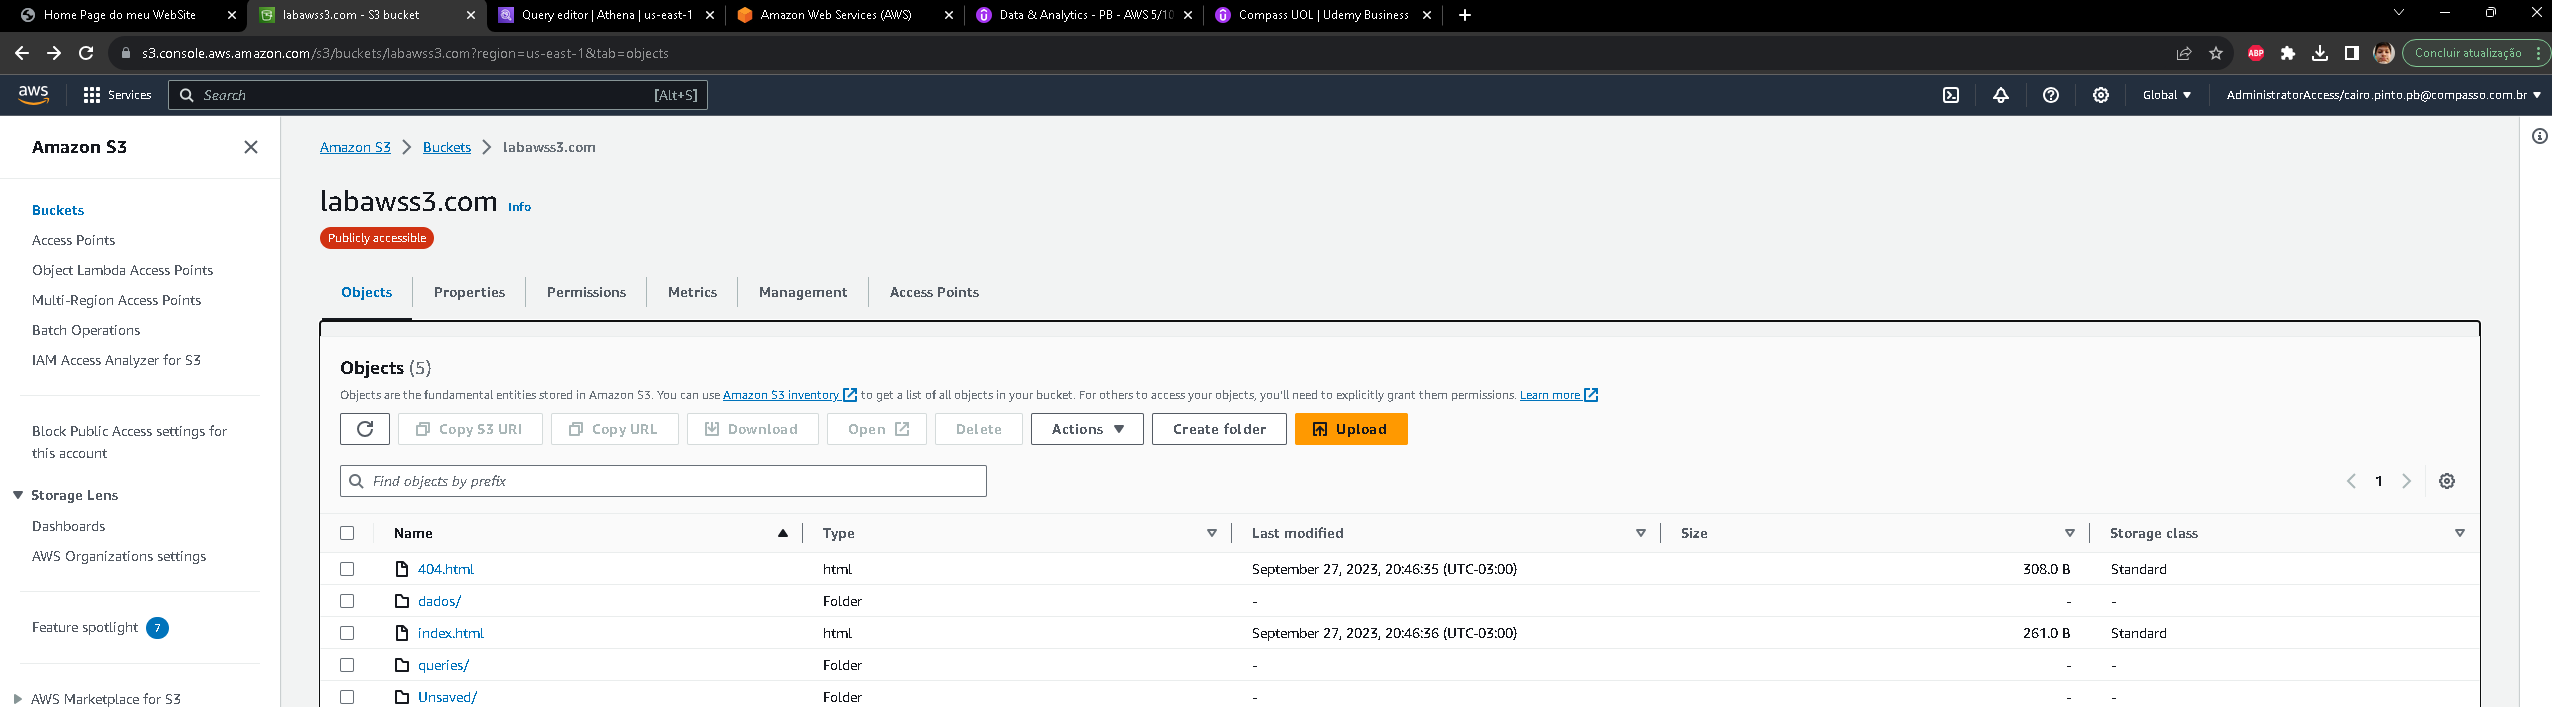 Home Page do meu WebSite
labawss3.com - S3 bucket
Query editor | Athena | us-east-1
Amazon Web Services (AWS)
Data & Analytics - PB - AWS 5/10
Compass UOL | Udemy Business
s3.console.aws.amazon.com/s3/buckets/labawss3.com?region=us-east-1&tab=objects
ABP
Concluir atualização
aws
Services
Search
[Alt+S]
Global
AdministratorAccess/cairo.pinto.pb@compasso.com.br
Amazon S3
Buckets
Access Points
Object Lambda Access Points
Multi-Region Access Points
Batch Operations
IAM Access Analyzer for S3
Block Public Access settings for
this account
Storage Lens
Dashboards
AWS Organizations settings
Feature spotlight 7
AWS Marketplace for S3
Amazon S3 > Buckets > labawss3.com
labawss3.com Info
Publicly accessible
Objects
Properties
Permissions
Metrics
Management
Access Points
Objects (5)
Objects are the fundamental entities stored in Amazon S3. You can use Amazon S3 inventory to get a list of all objects in your bucket. For others to access your objects, you'll need to explicitly grant them permissions. Learn more
Copy S3 URI
Copy URL
Download
Open
Delete
Actions
Create folder
Upload
Find objects by prefix
1
Name Type Last modified Size Storage class
404.html html September 27, 2023, 20:46:35 (UTC-03:00) 308.0 B Standard
dados/ Folder - - -
index.html html September 27, 2023, 20:46:36 (UTC-03:00) 261.0 B Standard
queries/ Folder - - -
Unsaved/ Folder - - -